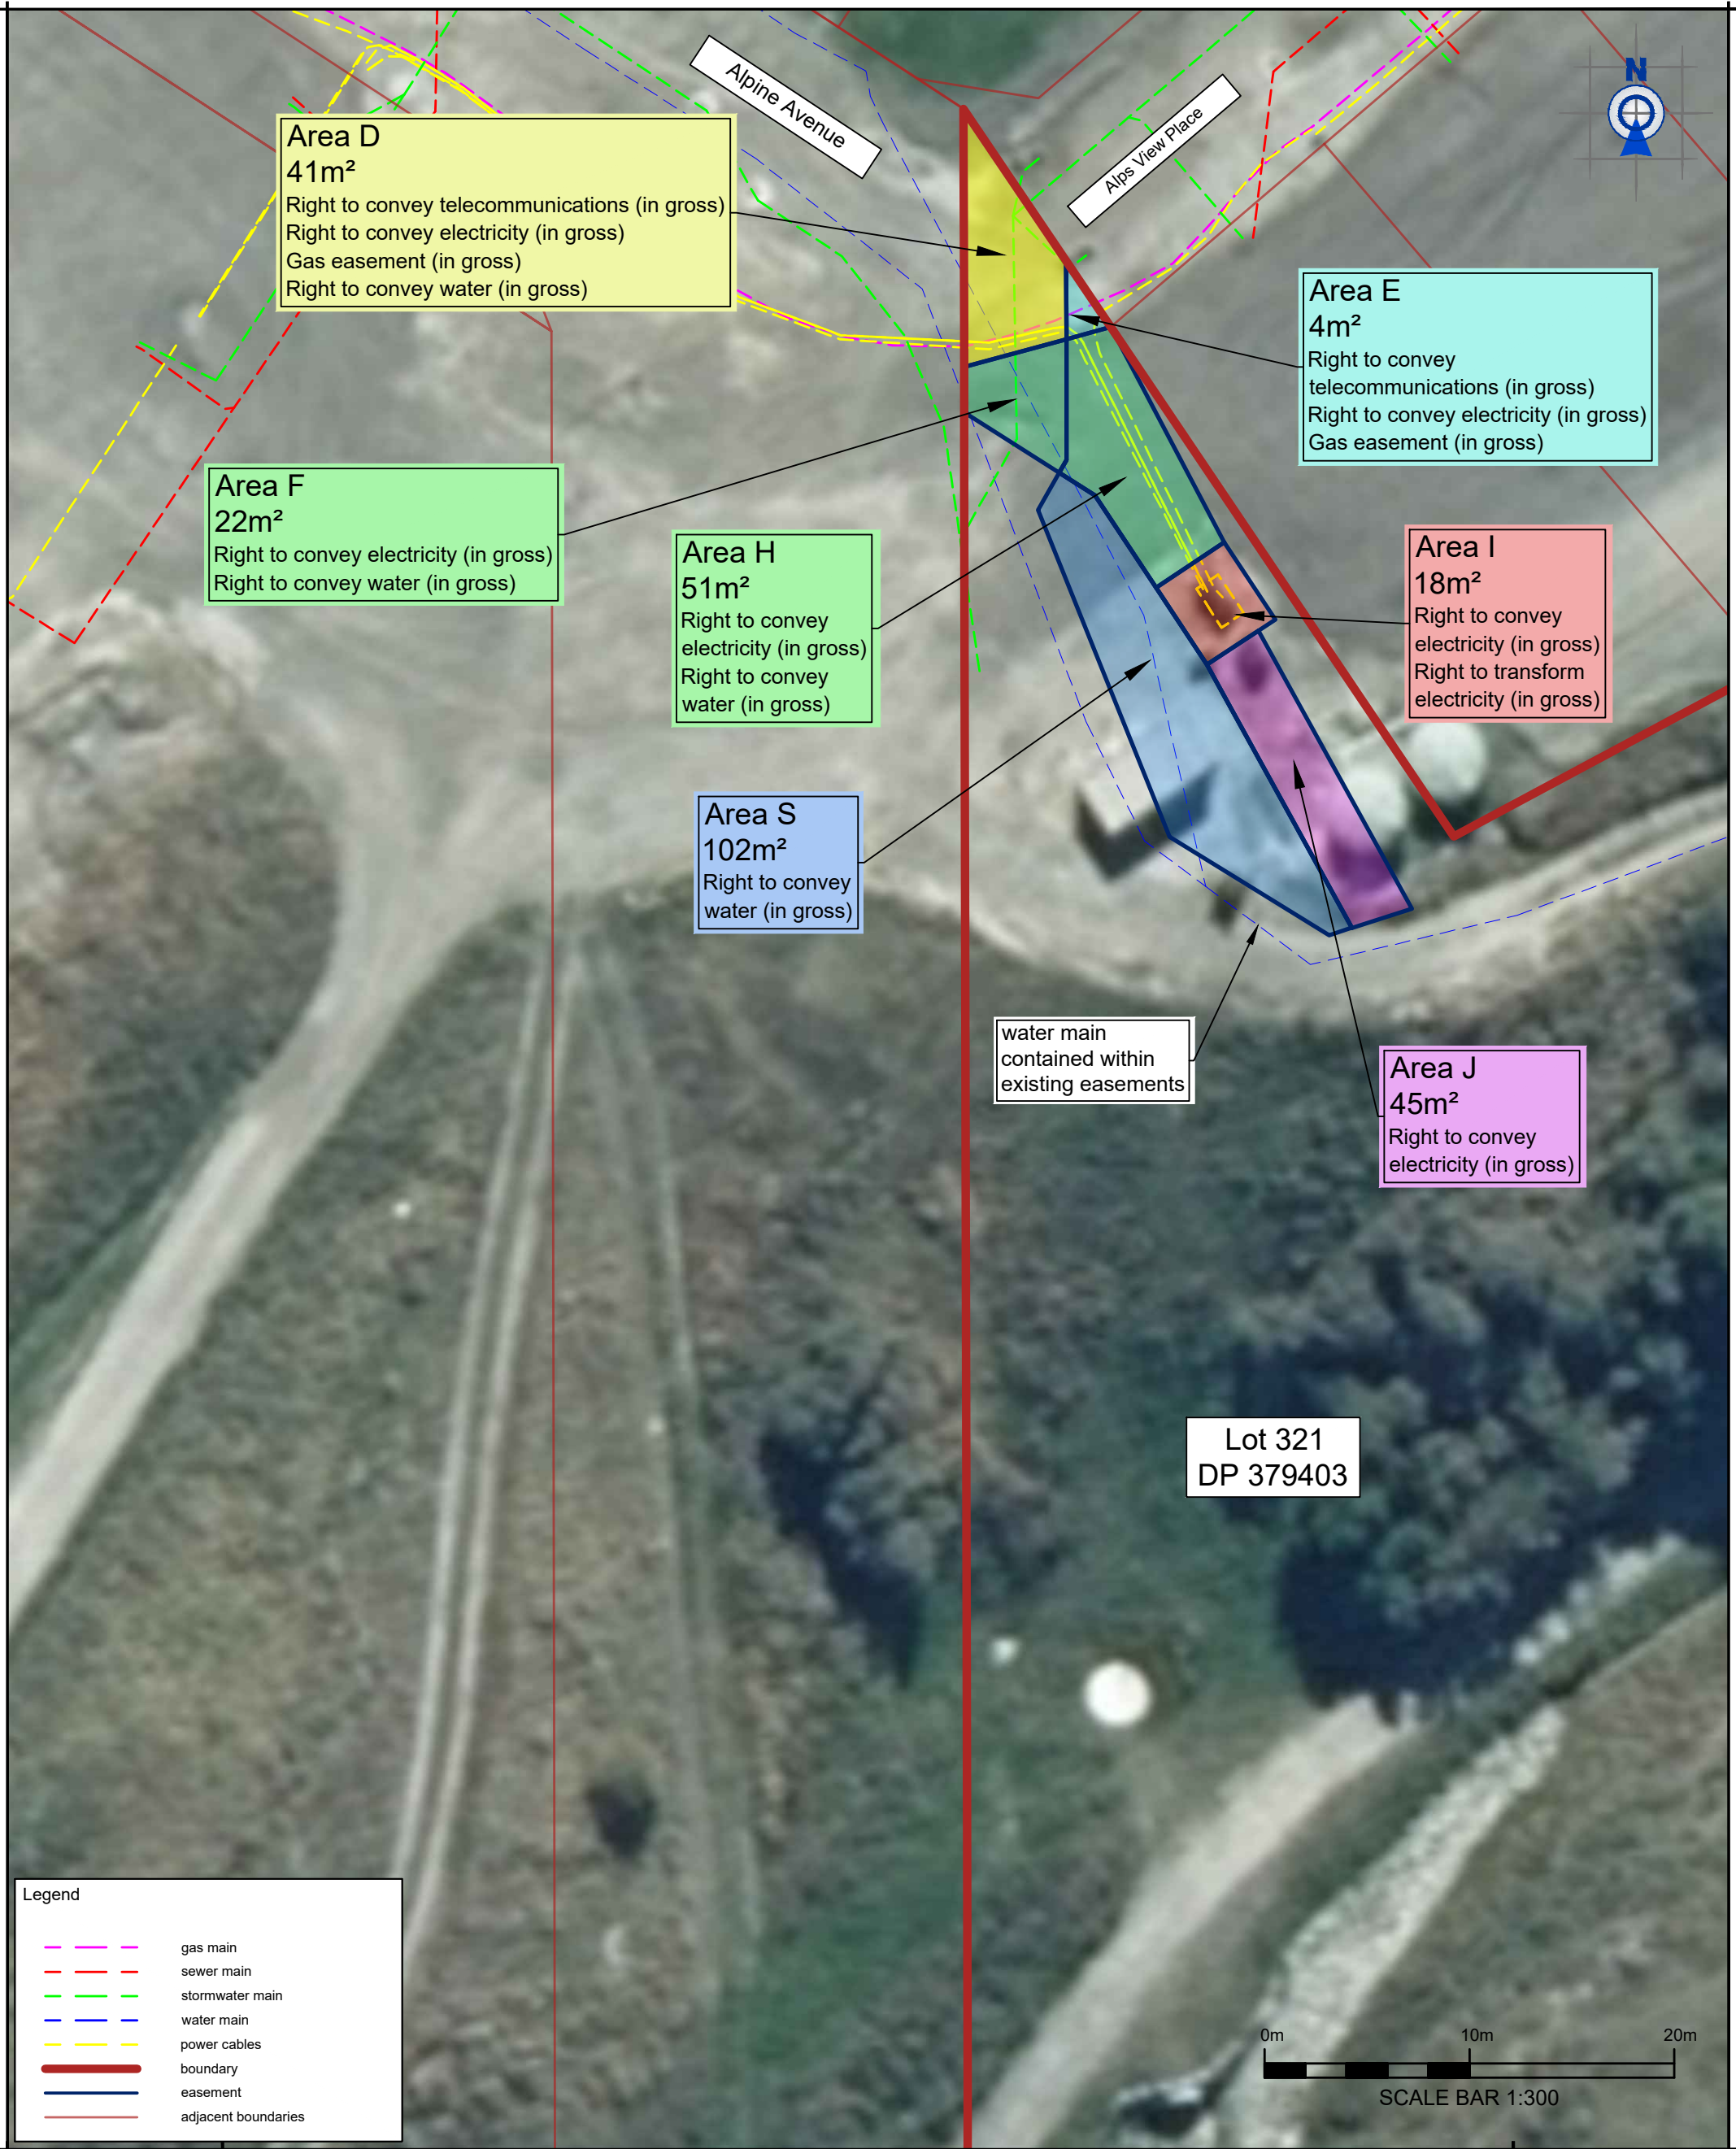 Alpine Avenue
Alps View Place
N
Area D
41m²
Right to convey telecommunications (in gross)
Right to convey electricity (in gross)
Gas easement (in gross)
Right to convey water (in gross)
Area E
4m²
Right to convey
telecommunications (in gross)
Right to convey electricity (in gross)
Gas easement (in gross)
Area F
22m²
Right to convey electricity (in gross)
Right to convey water (in gross)
Area H
51m²
Right to convey
electricity (in gross)
Right to convey
water (in gross)
Area I
18m²
Right to convey
electricity (in gross)
Right to transform
electricity (in gross)
Area S
102m²
Right to convey
water (in gross)
water main
contained within
existing easements
Area J
45m²
Right to convey
electricity (in gross)
Lot 321
DP 379403
Legend
gas main
sewer main
stormwater main
water main
power cables
boundary
easement
adjacent boundaries
0m 10m 20m
SCALE BAR 1:300